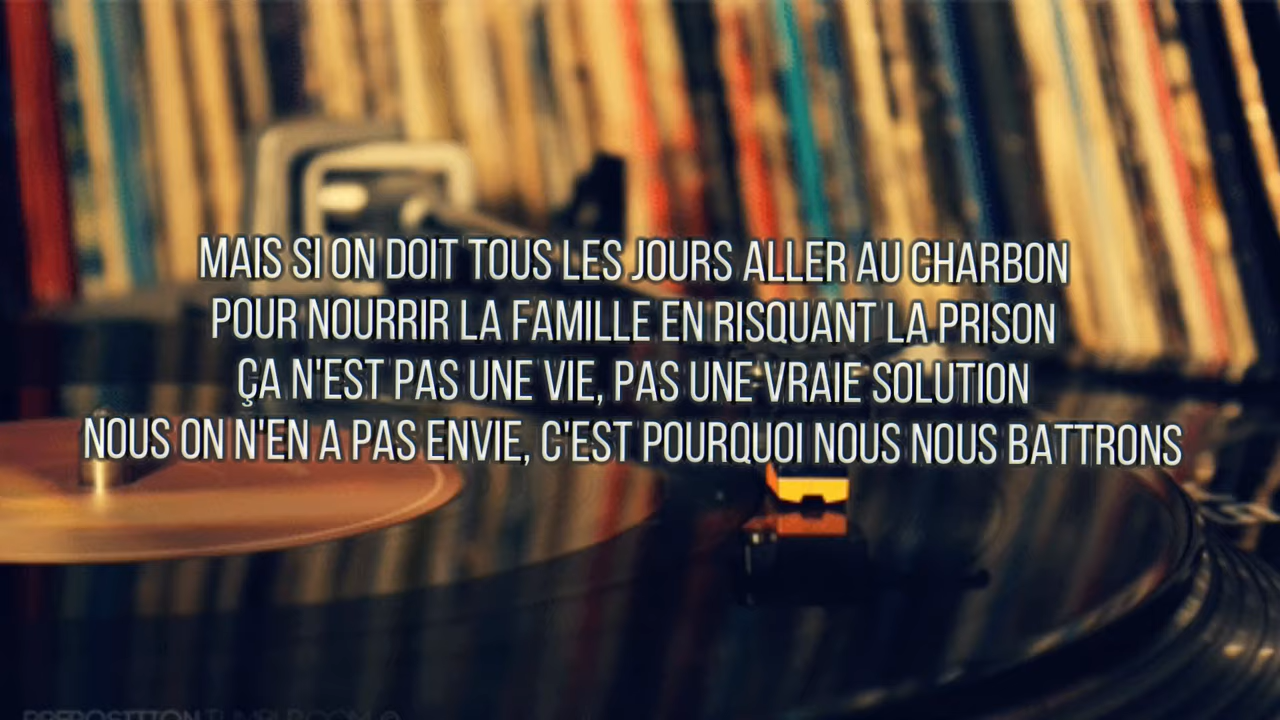 MAIS SI ON DOIT TOUS LES JOURS ALLER AU CHARBON
POUR NOURRIR LA FAMILLE EN RISQUANT LA PRISON
ÇA N'EST PAS UNE VIE, PAS UNE VRAIE SOLUTION
NOUS ON N'EN A PAS ENVIE, C'EST POURQUOI NOUS NOUS BATTRONS